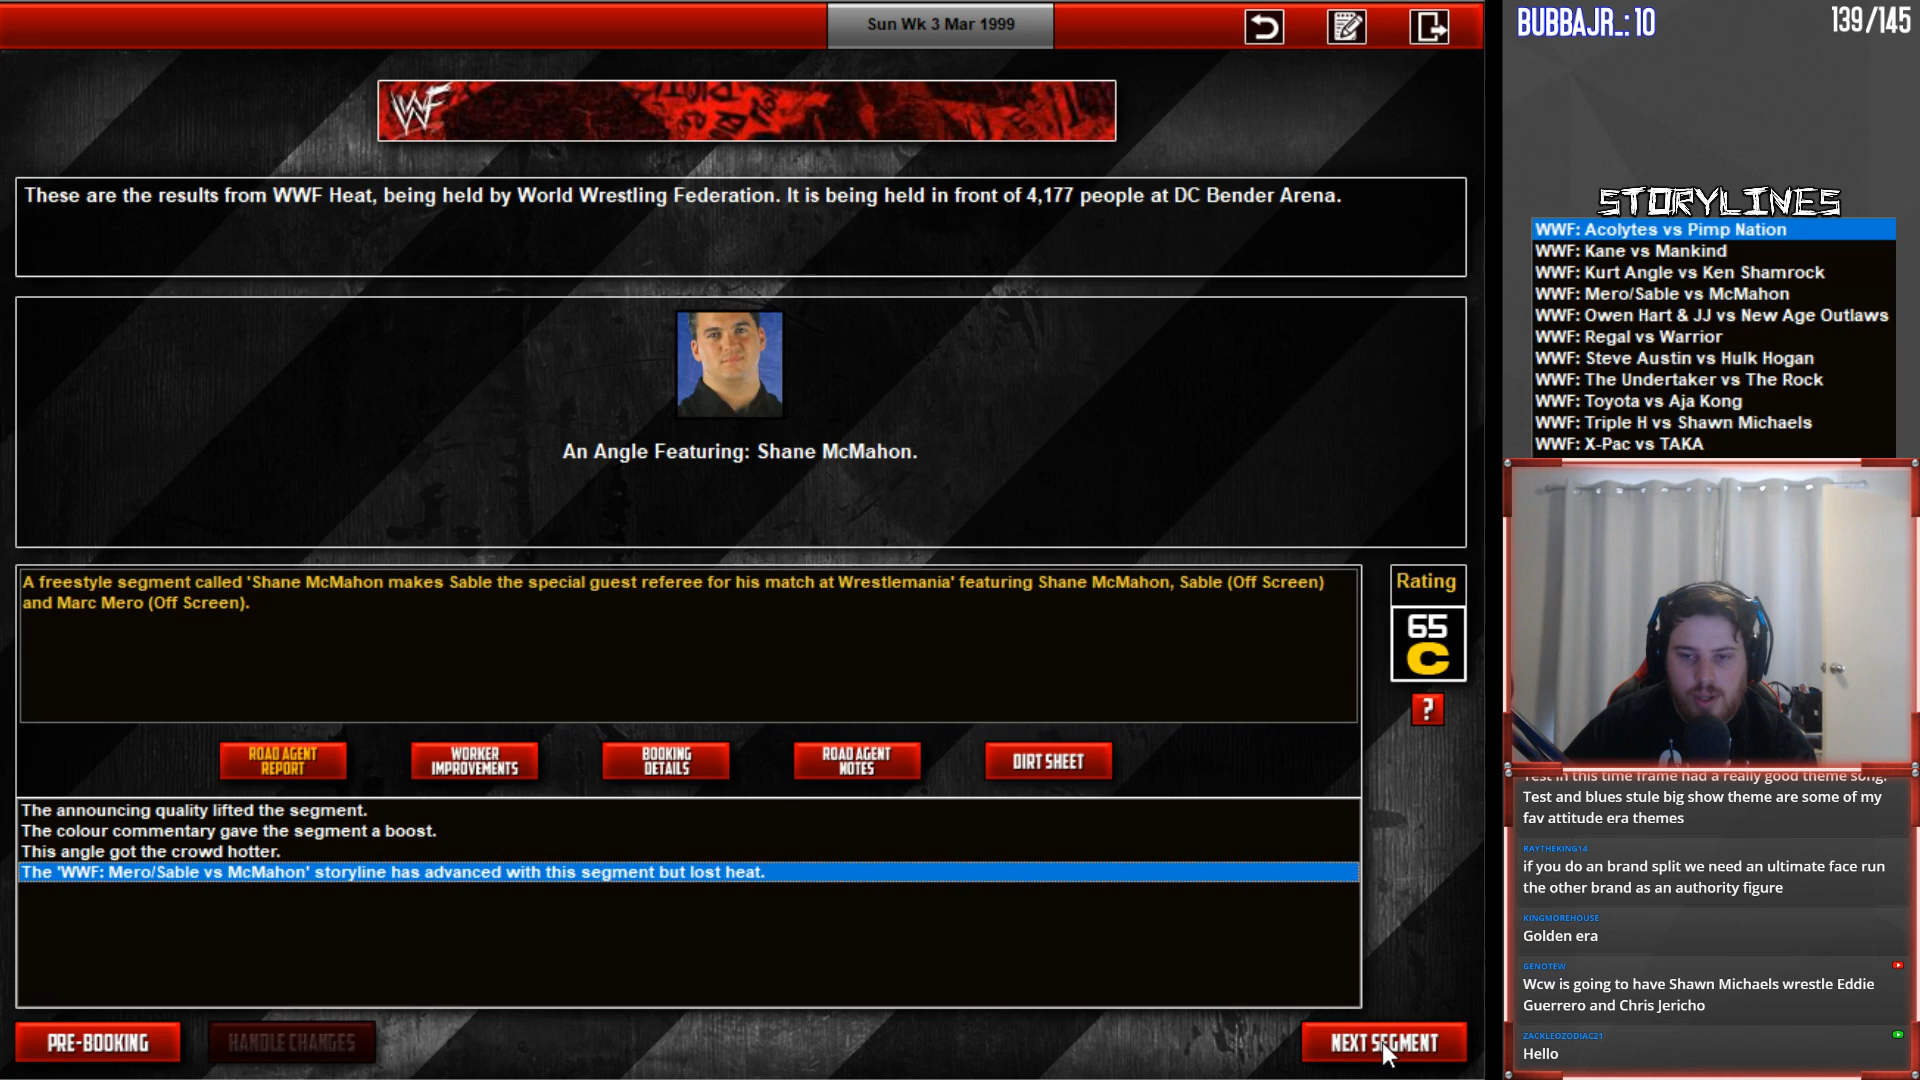 Sun Wk 3 Mar 1999
BUBBAJR_: 10
139/145
WWF
These are the results from WWF Heat, being held by World Wrestling Federation. It is being held in front of 4,177 people at DC Bender Arena.
STORYLINES
WWF: Acolytes vs Pimp Nation
WWF: Kane vs Mankind
WWF: Kurt Angle vs Ken Shamrock
WWF: Mero/Sable vs McMahon
WWF: Owen Hart & JJ vs New Age Outlaws
WWF: Regal vs Warrior
WWF: Steve Austin vs Hulk Hogan
WWF: The Undertaker vs The Rock
WWF: Toyota vs Aja Kong
WWF: Triple H vs Shawn Michaels
WWF: X-Pac vs TAKA
An Angle Featuring: Shane McMahon.
A freestyle segment called 'Shane McMahon makes Sable the special guest referee for his match at Wrestlemania' featuring Shane McMahon, Sable (Off Screen)
and Marc Mero (Off Screen).
Rating
65
C
?
ROAD AGENT
REPORT
WORKER
IMPROVEMENTS
BOOKING
DETAILS
ROAD AGENT
NOTES
DIRT SHEET
The announcing quality lifted the segment.
The colour commentary gave the segment a boost.
This angle got the crowd hotter.
The 'WWF: Mero/Sable vs McMahon' storyline has advanced with this segment but lost heat.
PRE-BOOKING
HANDLE CHANGES
NEXT SEGMENT
Test in this time frame had a really good theme song.
Test and blues stule big show theme are some of my
fav attitude era themes
RAYTHEKING14
if you do an brand split we need an ultimate face run
the other brand as an authority figure
KINGMOREHOUSE
Golden era
GENOTEW
Wcw is going to have Shawn Michaels wrestle Eddie
Guerrero and Chris Jericho
ZACKLEOZODIAC21
Hello